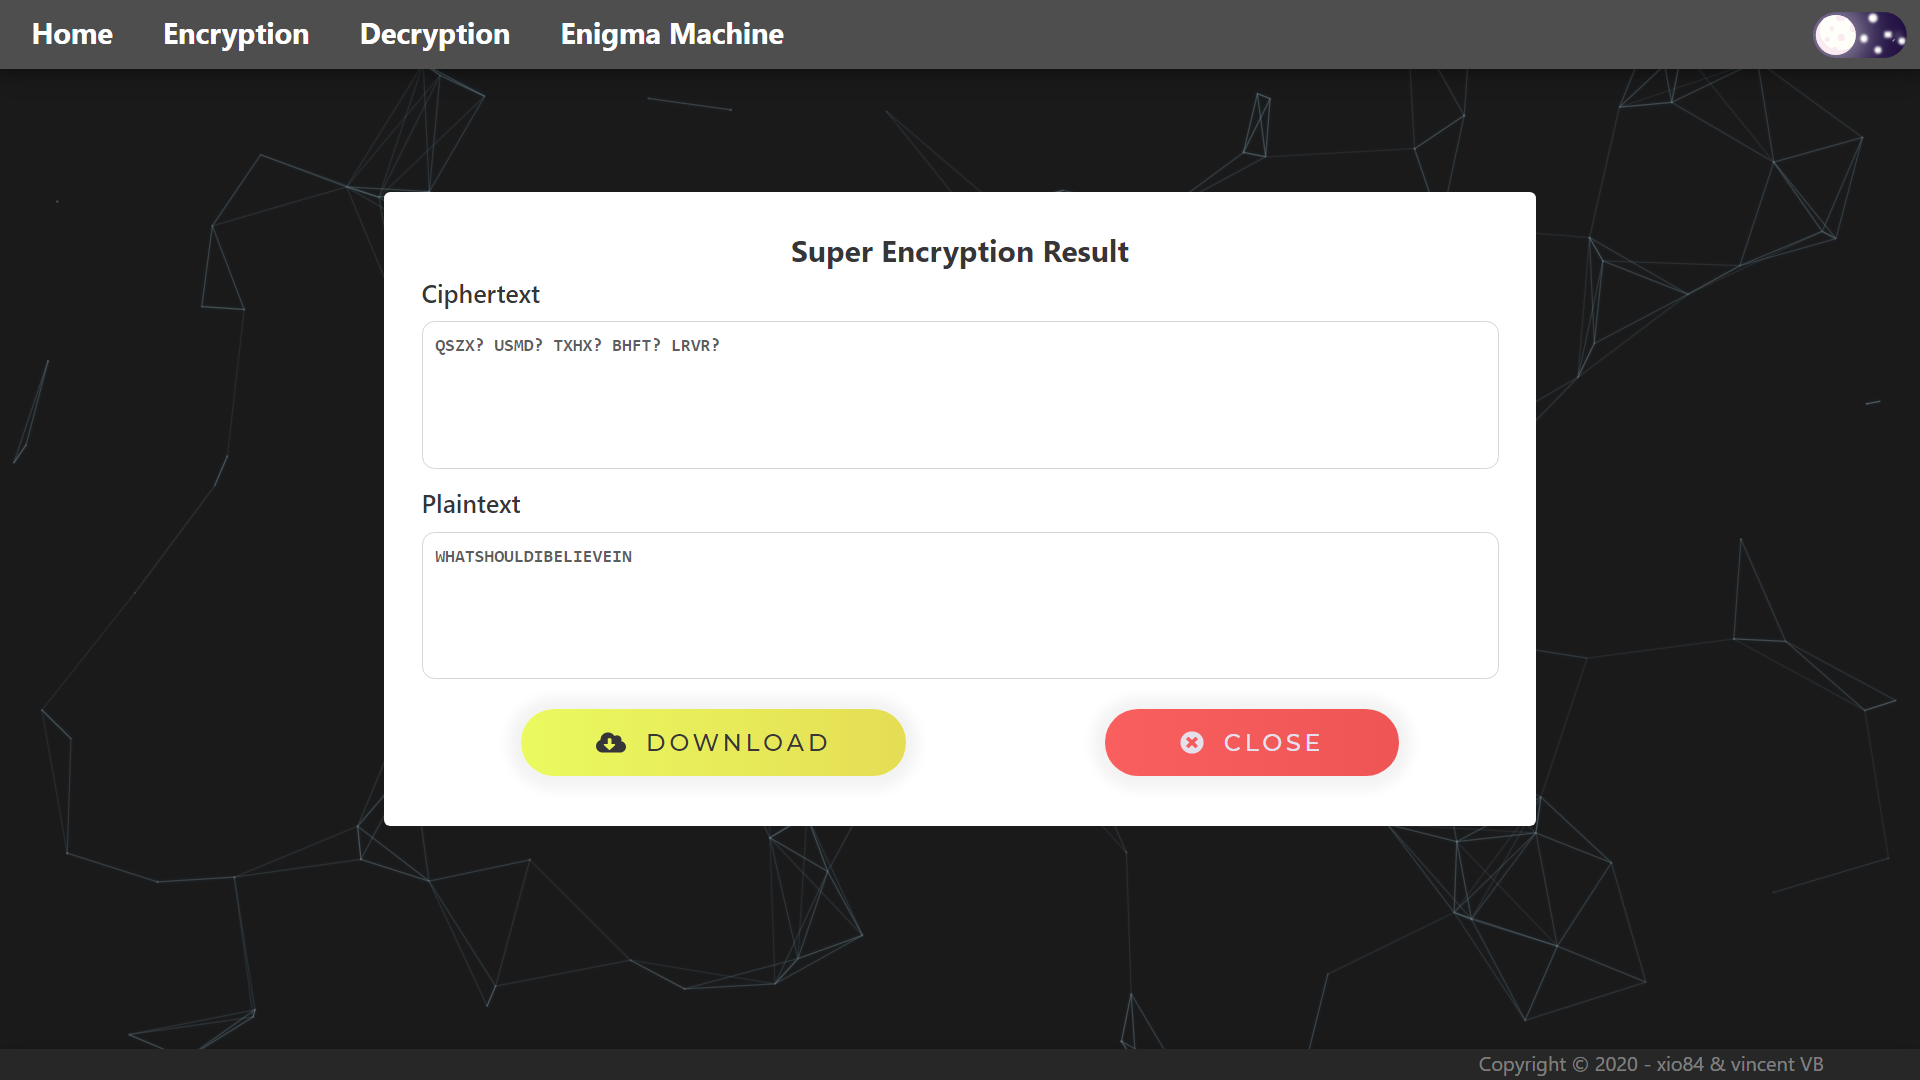 Home Encryption Decryption Enigma Machine
Super Encryption Result
Ciphertext
QSZX? USMD? TXHX? BHFT? LRVR?
Plaintext
WHATSHOULDIBELIEVEIN
DOWNLOAD CLOSE
Copyright © 2020 - xio84 & vincent VB